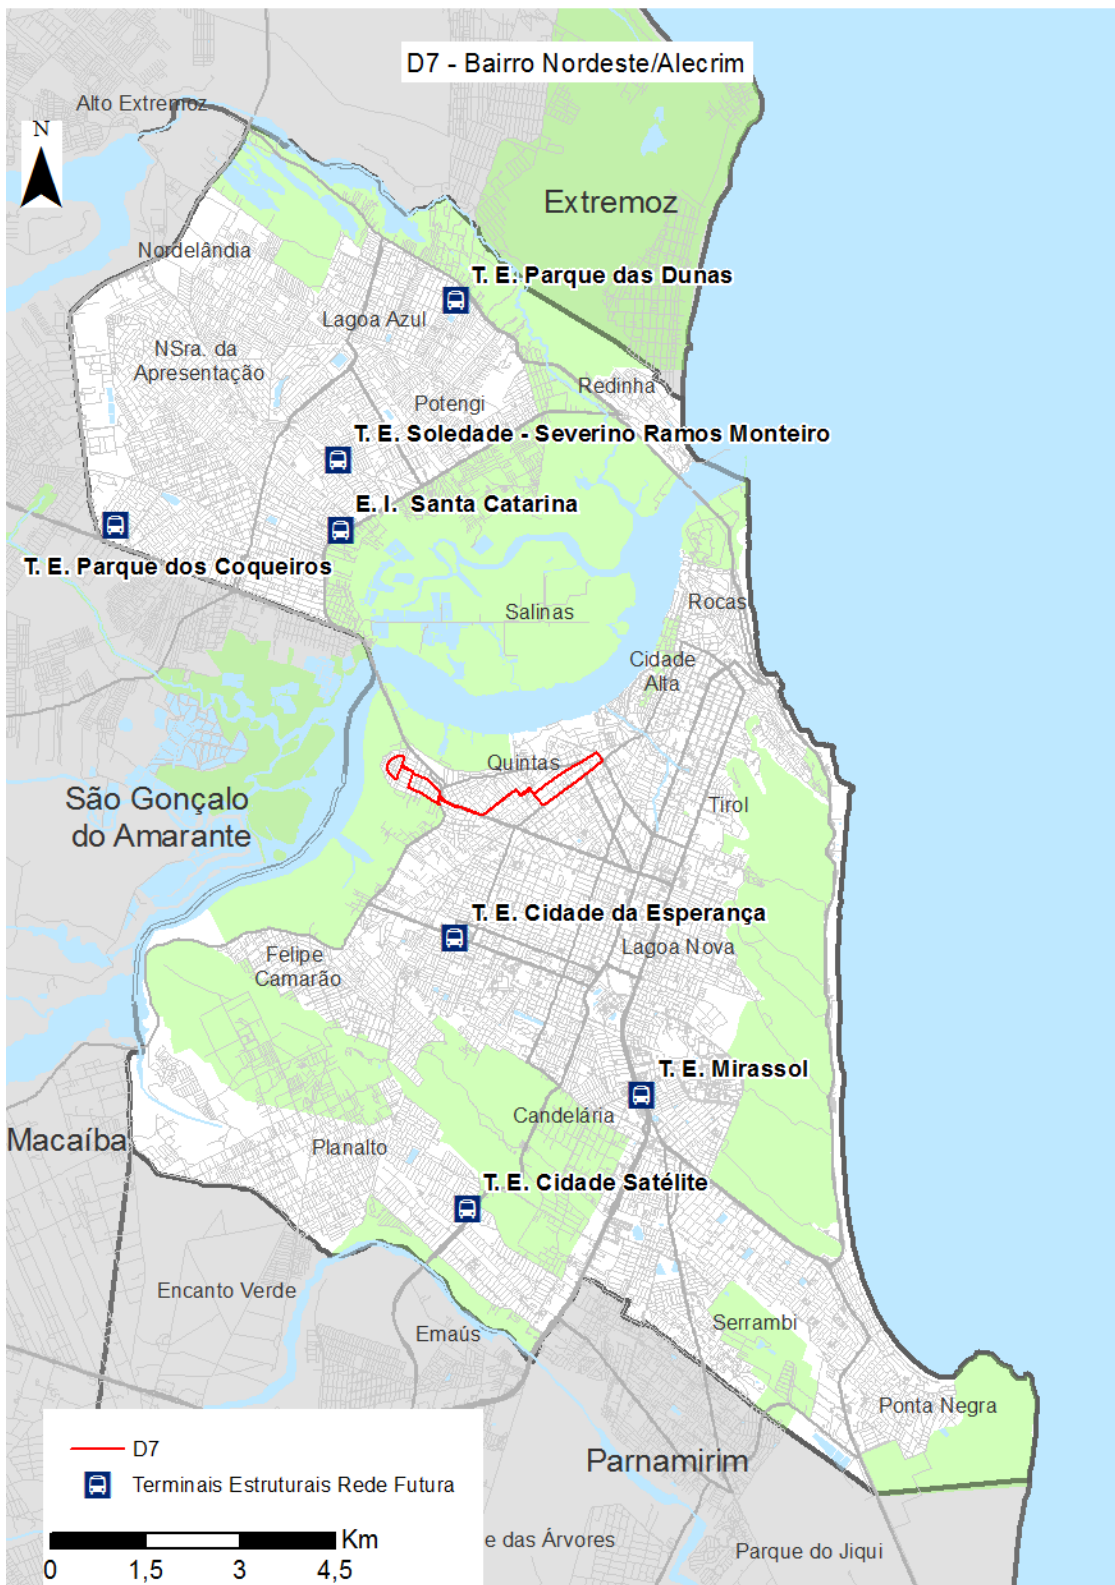 D7 - Bairro Nordeste/Alecrim
Alto Extremoz
N
Extremoz
Nordelândia
T. E. Parque das Dunas
Lagoa Azul
NSra. da
Apresentação
Redinha
Potengi
T. E. Soledade - Severino Ramos Monteiro
E. I. Santa Catarina
T. E. Parque dos Coqueiros
Salinas
Rocas
Cidade
Alta
Quintas
São Gonçalo
do Amarante
Tirol
T. E. Cidade da Esperança
Lagoa Nova
Felipe
Camarão
T. E. Mirassol
Candelária
Macaíba
Planalto
T. E. Cidade Satélite
Encanto Verde
Emaús
Serrambi
Ponta Negra
Parnamirim
D7
Terminais Estruturais Rede Futura
Km
0 1,5 3 4,5
e das Árvores
Parque do Jiqui